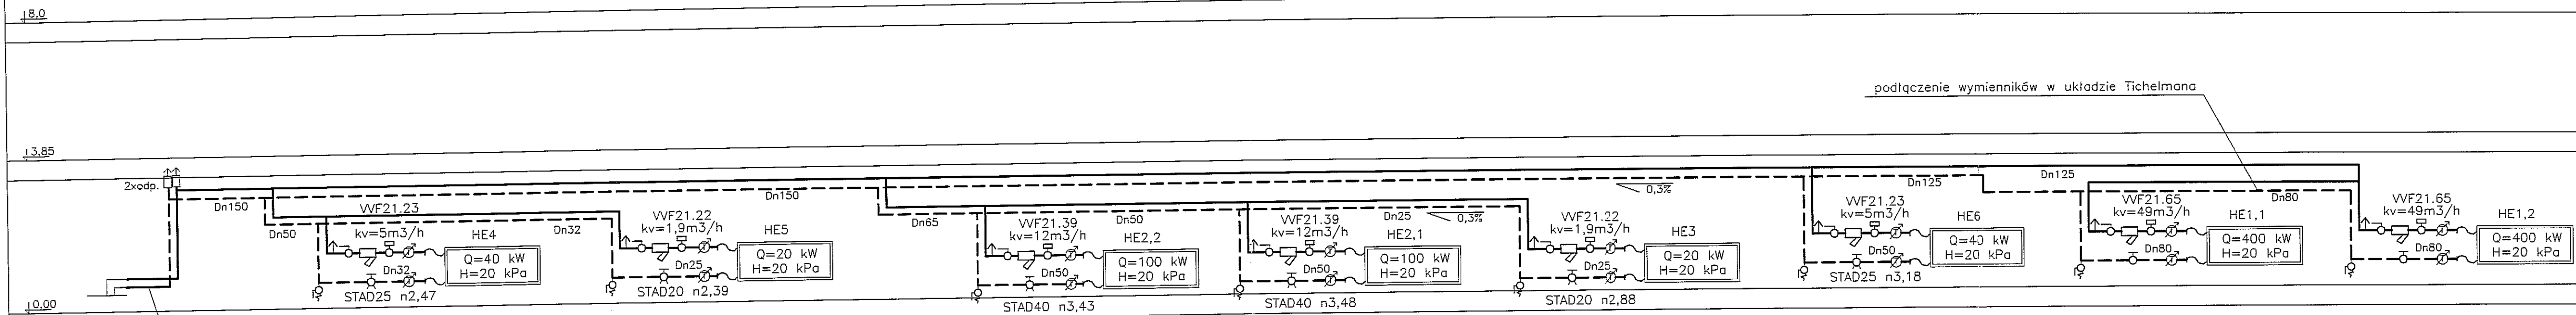 8.0
podłączenie wymienników w układzie Tichelmana
3.85
2xodp.
Dn150
Dn150
0,3%
Dn125
Dn125
Dn80
Dn50
VVF21.23
kv=5m3/h
Dn32
HE4
Q=40 kW
H=20 kPa
Dn32
STAD25 n2,47
VVF21.22
kv=1,9m3/h
HE5
Q=20 kW
H=20 kPa
Dn25
STAD20 n2,39
Dn65
VVF21.39
kv=12m3/h
Dn50
HE2,2
Q=100 kW
H=20 kPa
Dn50
STAD40 n3,43
VVF21.39
kv=12m3/h
Dn25
HE2,1
Q=100 kW
H=20 kPa
Dn50
STAD40 n3,48
0,3%
VVF21.22
kv=1,9m3/h
HE3
Q=20 kW
H=20 kPa
Dn25
STAD20 n2,88
VVF21.23
kv=5m3/h
HE6
Q=40 kW
H=20 kPa
Dn50
STAD25 n3,18
VVF21.65
kv=49m3/h
HE1,1
Q=400 kW
H=20 kPa
Dn80
VVF21.65
kv=49m3/h
HE1,2
Q=400 kW
H=20 kPa
Dn80
0.00